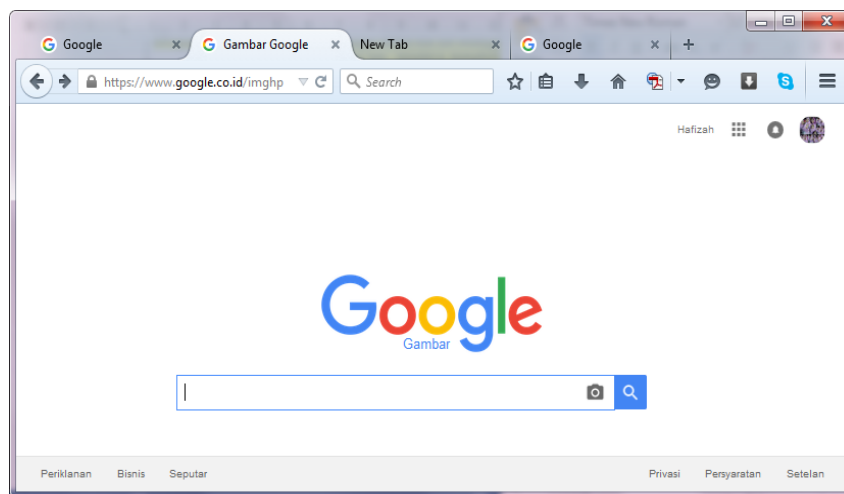 Google Gambar Google New Tab Google
https://www.google.co.id/imghp Search
Hafizah
Google
Gambar
Periklanan Bisnis Seputar Privasi Persyaratan Setelan